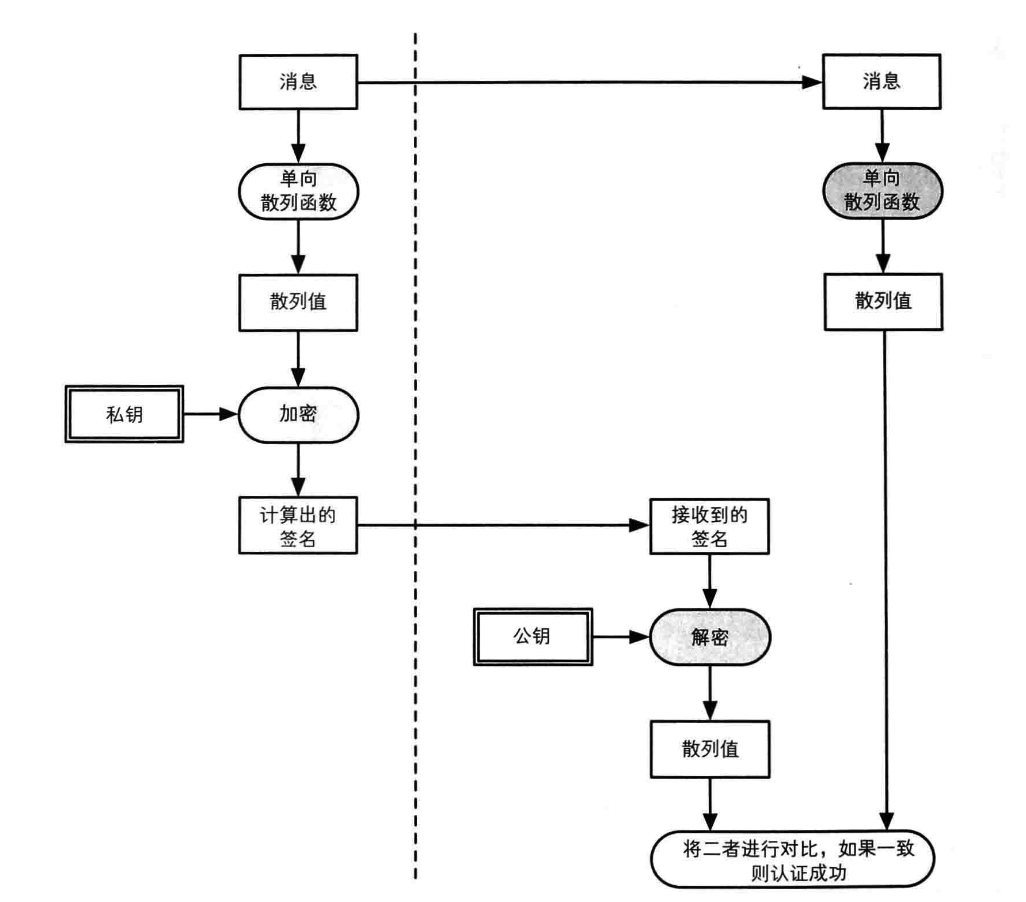 消息
消息
单向
散列函数
单向
散列函数
散列值
散列值
私钥
加密
计算出的
签名
接收到的
签名
公钥
解密
散列值
将二者进行对比，如果一致
则认证成功